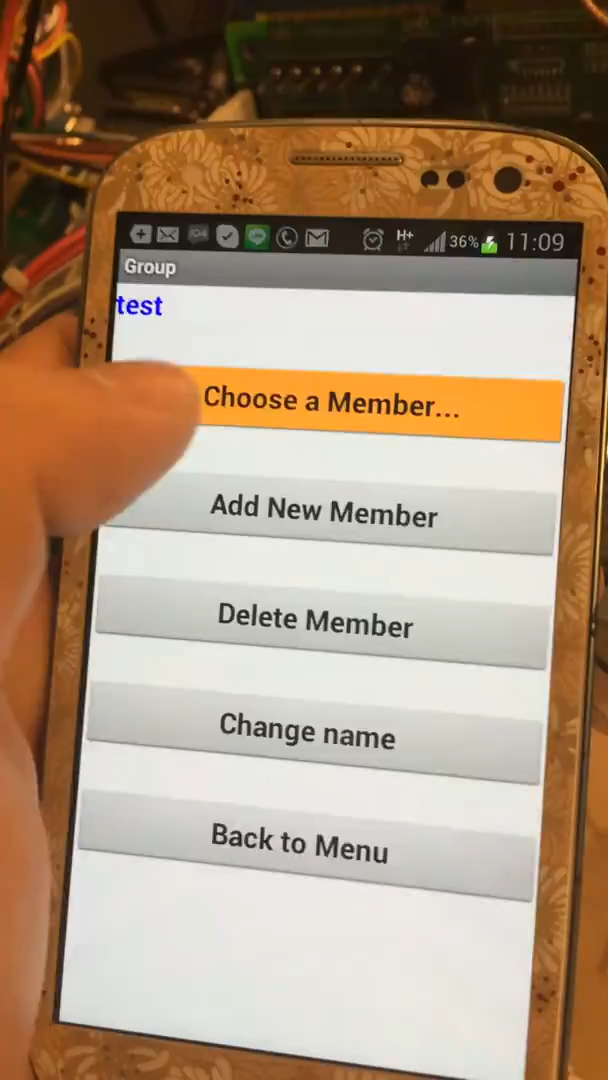 H+ 36% 11:09
Group
test
Choose a Member...
Add New Member
Delete Member
Change name
Back to Menu